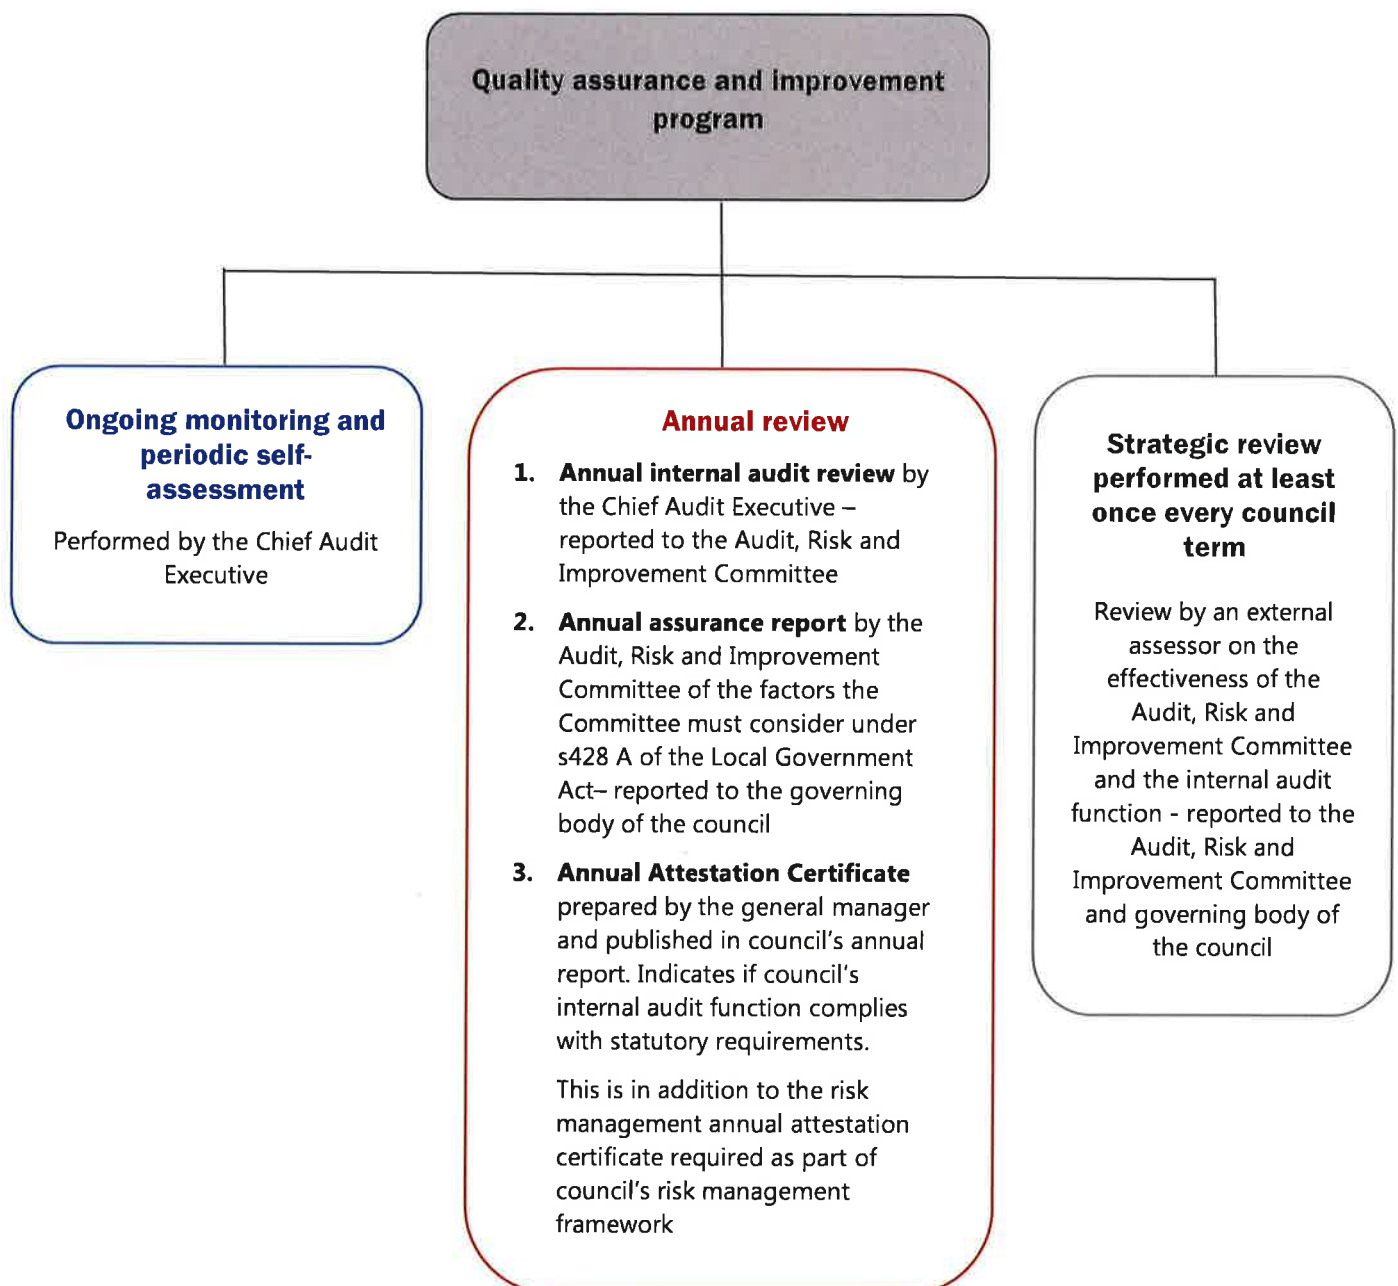 Quality assurance and improvement
program
Ongoing monitoring and
periodic self-
assessment
Performed by the Chief Audit
Executive
Annual review
1. Annual internal audit review by
the Chief Audit Executive –
reported to the Audit, Risk and
Improvement Committee
2. Annual assurance report by the
Audit, Risk and Improvement
Committee of the factors the
Committee must consider under
s428 A of the Local Government
Act– reported to the governing
body of the council
3. Annual Attestation Certificate
prepared by the general manager
and published in council's annual
report. Indicates if council's
internal audit function complies
with statutory requirements.
This is in addition to the risk
management annual attestation
certificate required as part of
council's risk management
framework
Strategic review
performed at least
once every council
term
Review by an external
assessor on the
effectiveness of the
Audit, Risk and
Improvement Committee
and the internal audit
function - reported to the
Audit, Risk and
Improvement Committee
and governing body of
the council